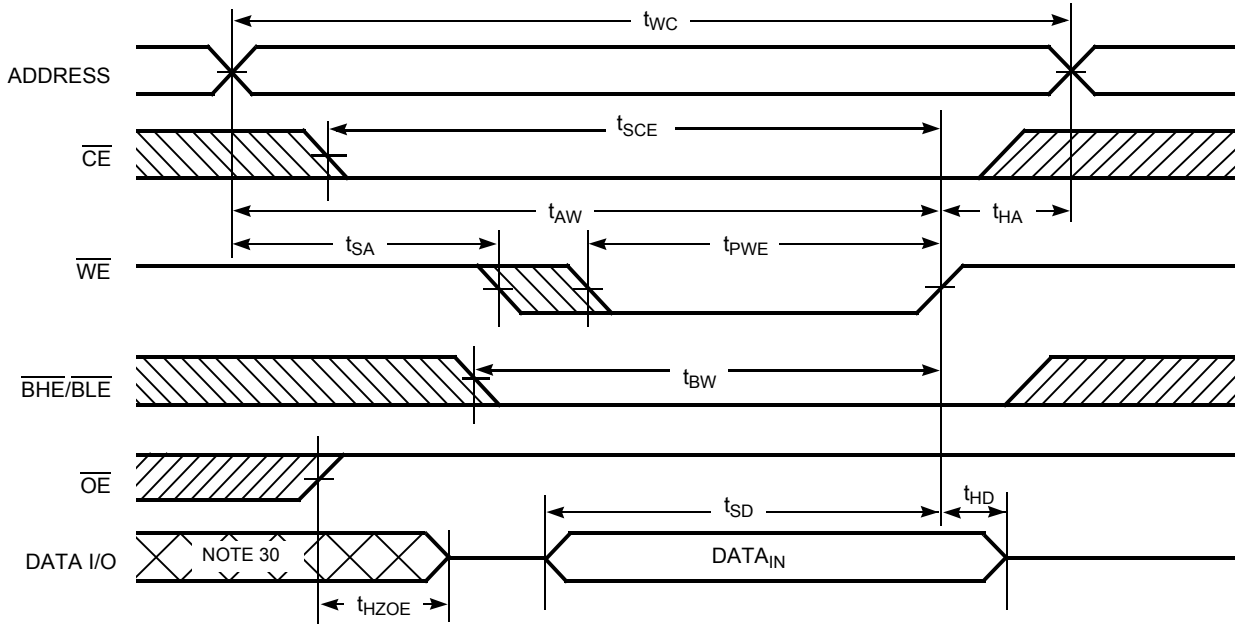 tWC
ADDRESS
tSCE
CE
tAW
tHA
tSA
tPWE
WE
tBW
BHE/BLE
OE
tSD
tHD
DATA I/O
NOTE 30
DATAIN
tHZOE